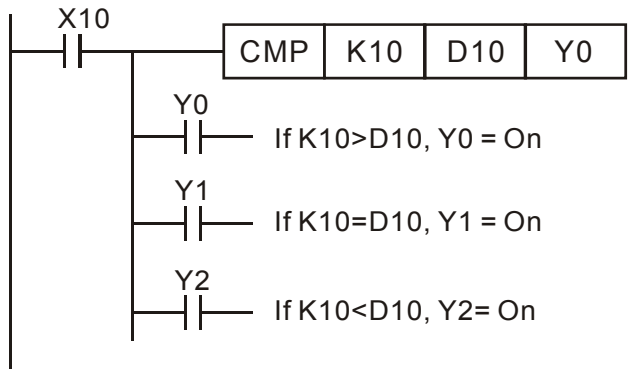 X10
CMP K10 D10 Y0
Y0
If K10>D10, Y0 = On
Y1
If K10=D10, Y1 = On
Y2
If K10<D10, Y2= On